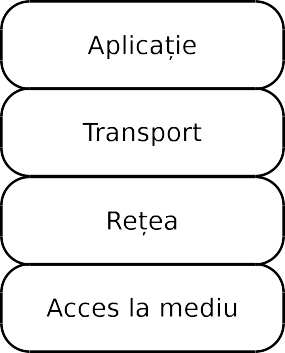 Aplicație
Transport
Rețea
Acces la mediu